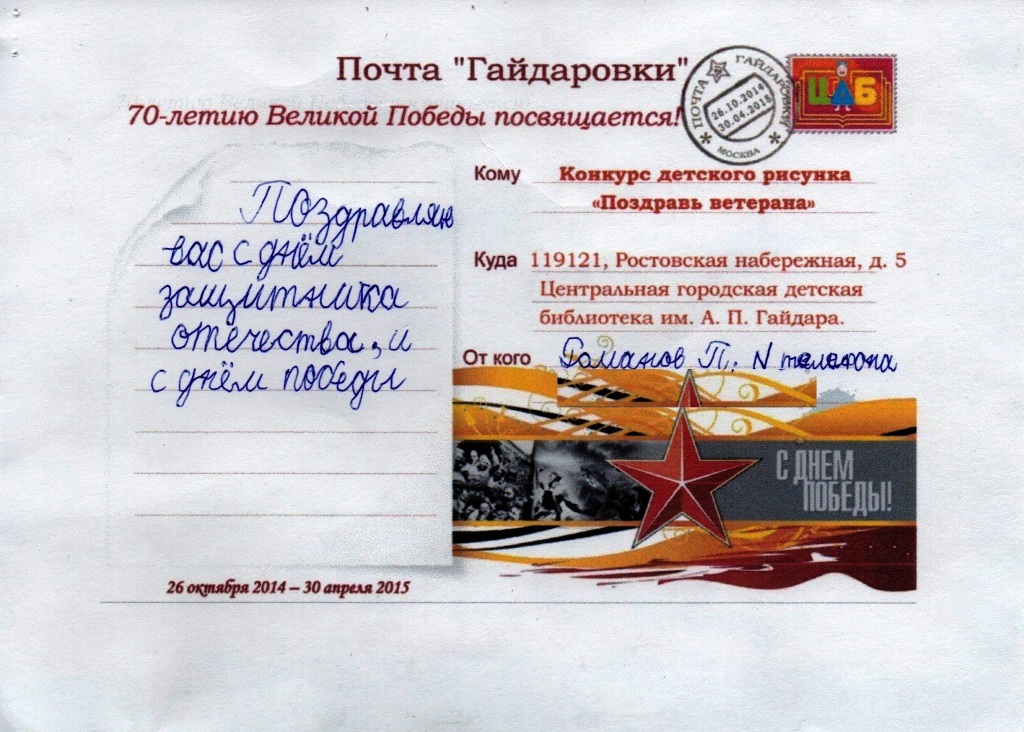 Почта "Гайдаровки"
70-летию Великой Победы посвящается!
ПОЧТА ГАЙДАРОВКИ
26.10.2014
30.04.2015
МОСКВА
ЦДБ
Поздравляю
вас с днём
защитника
отечества, и
с днём победы
Кому Конкурс детского рисунка
«Поздравь ветерана»
Куда 119121, Ростовская набережная, д. 5
Центральная городская детская
библиотека им. А. П. Гайдара.
От кого Романов П. N телефона
С ДНЕМ
ПОБЕДЫ!
26 октября 2014 – 30 апреля 2015